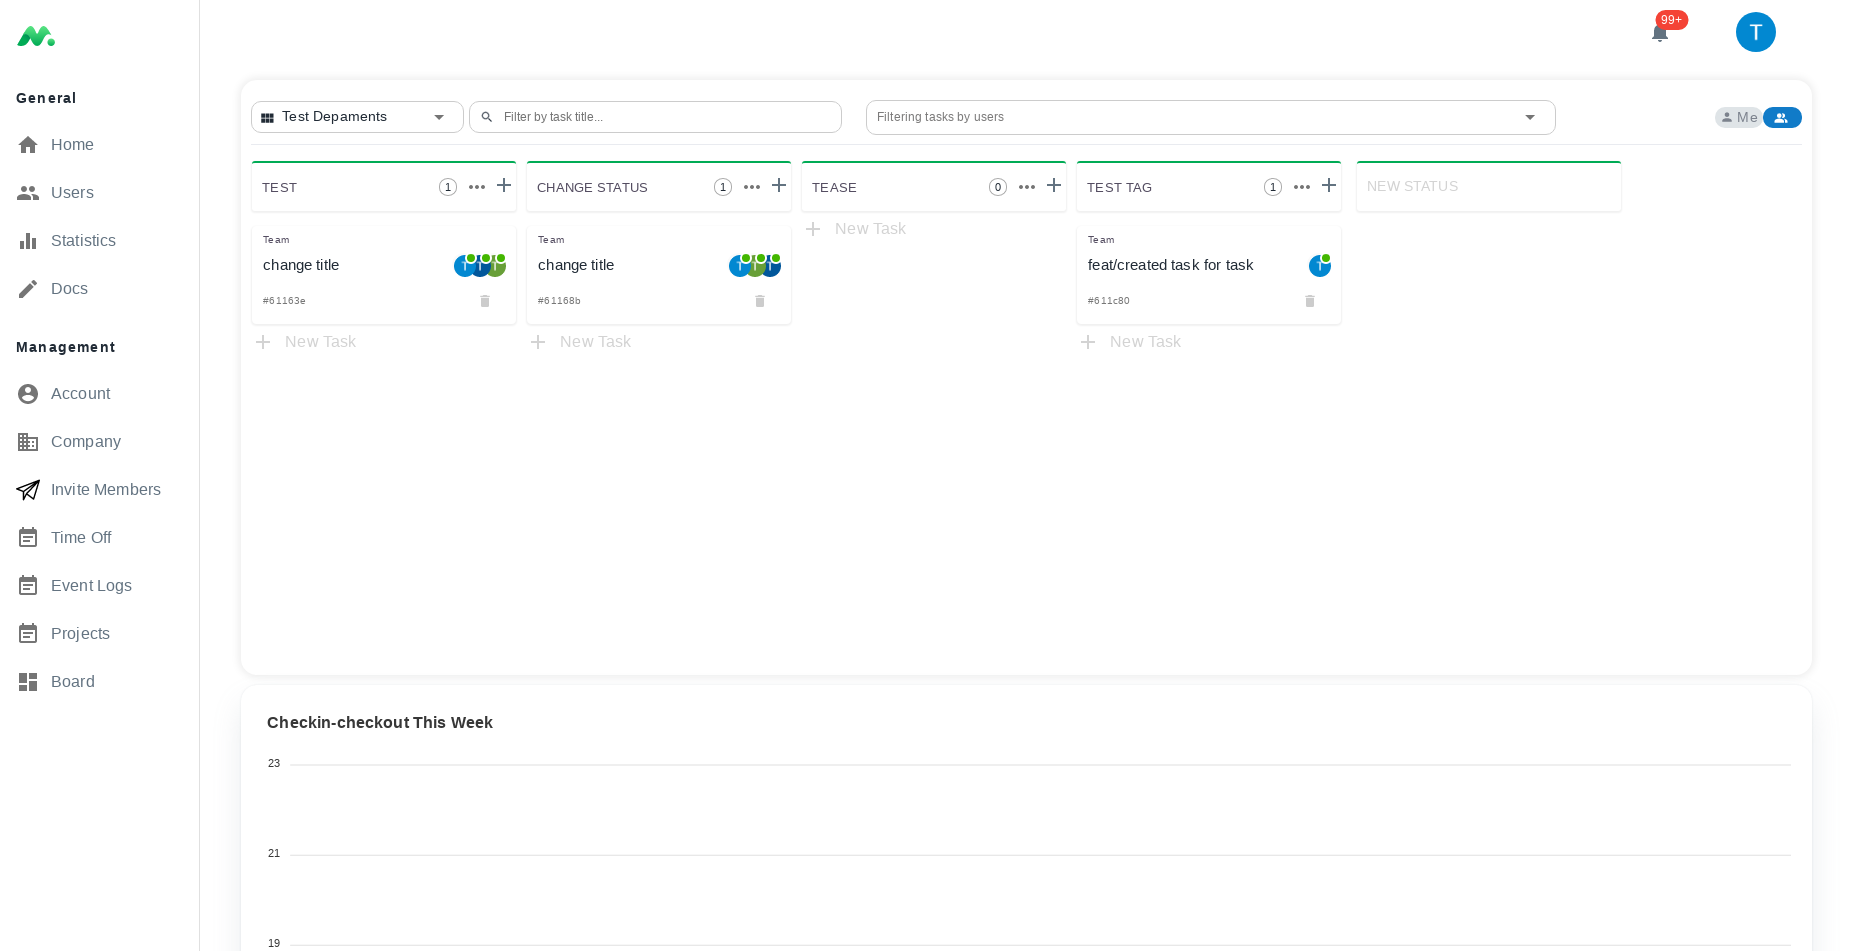 General
Home
Users
Statistics
Docs
Management
Account
Company
Invite Members
Time Off
Event Logs
Projects
Board
99+
T
Test Depaments
Filter by task title...
Filtering tasks by users
Me
TEST
1
CHANGE STATUS
1
TEASE
0
TEST TAG
1
NEW STATUS
Team
change title
T T T
#61163e
New Task
Team
change title
T T T
#61168b
New Task
New Task
Team
feat/created task for task
T
#611c80
New Task
Checkin-checkout This Week
23
21
19